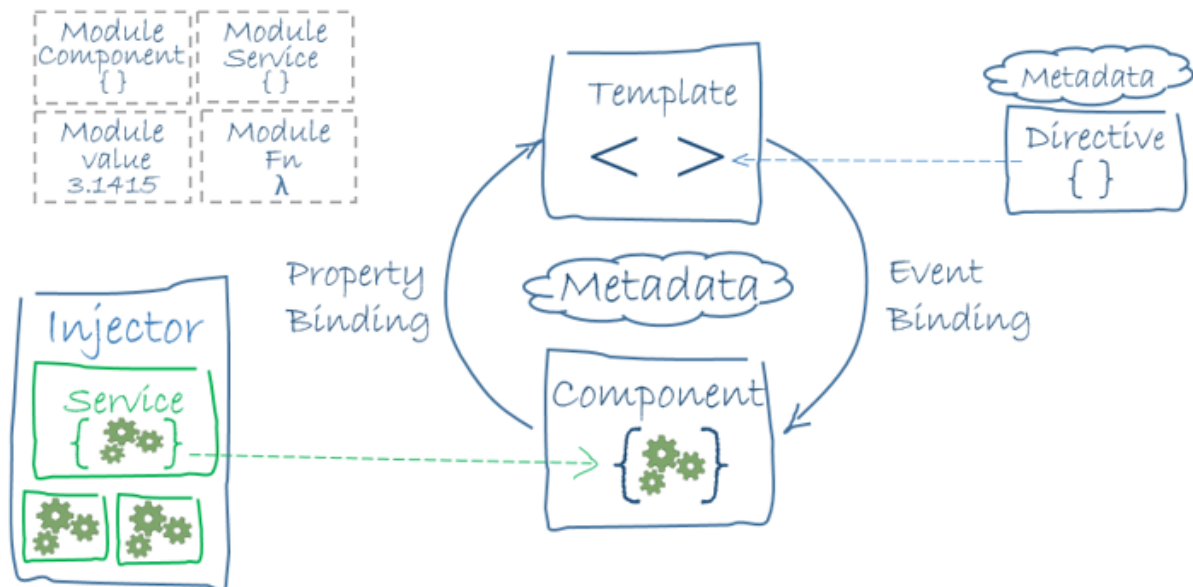 Module
Component
{ }
Module
Service
{ }
Module
value
3.1415
Module
Fn
λ
Template
< >
Metadata
Directive
{ }
Property
Binding
Metadata
Event
Binding
Injector
Service
{ }
Component
{ }